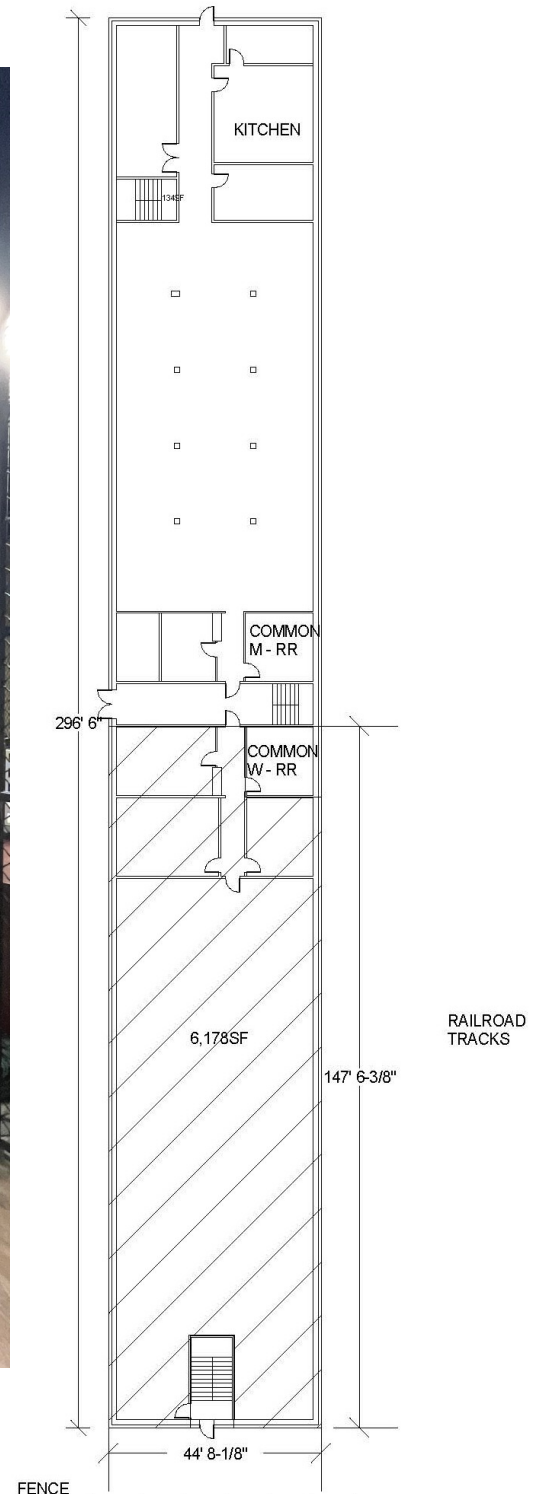 KITCHEN
134SF
COMMON
M - RR
296' 6"
COMMON
W - RR
6,178SF
RAILROAD
TRACKS
147' 6-3/8"
44' 8-1/8"
FENCE